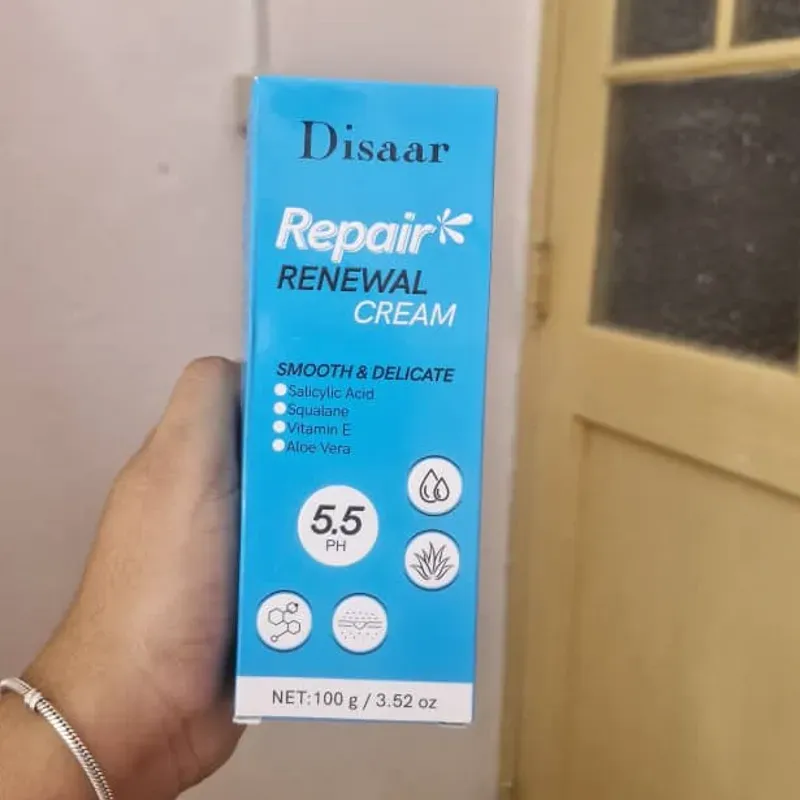 Disaar
Repair
RENEWAL
CREAM
SMOOTH & DELICATE
Salicylic Acid
Squalane
Vitamin E
Aloe Vera
5.5
PH
NET:100 g / 3.52 oz